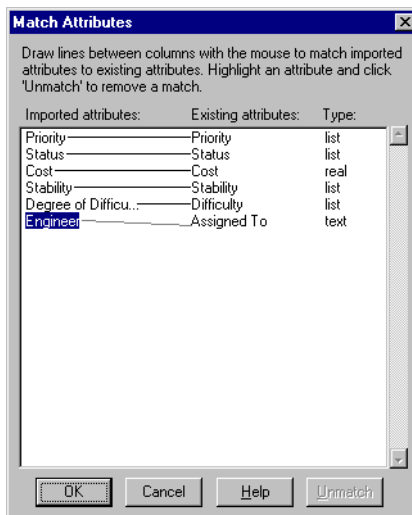 Match Attributes
Draw lines between columns with the mouse to match imported
attributes to existing attributes. Highlight an attribute and click
'Unmatch' to remove a match.
Imported attributes: Existing attributes: Type:
Priority Priority list
Status Status list
Cost Cost real
Stability Stability list
Degree of Difficu... Difficulty list
Engineer Assigned To text
OK Cancel Help Unmatch